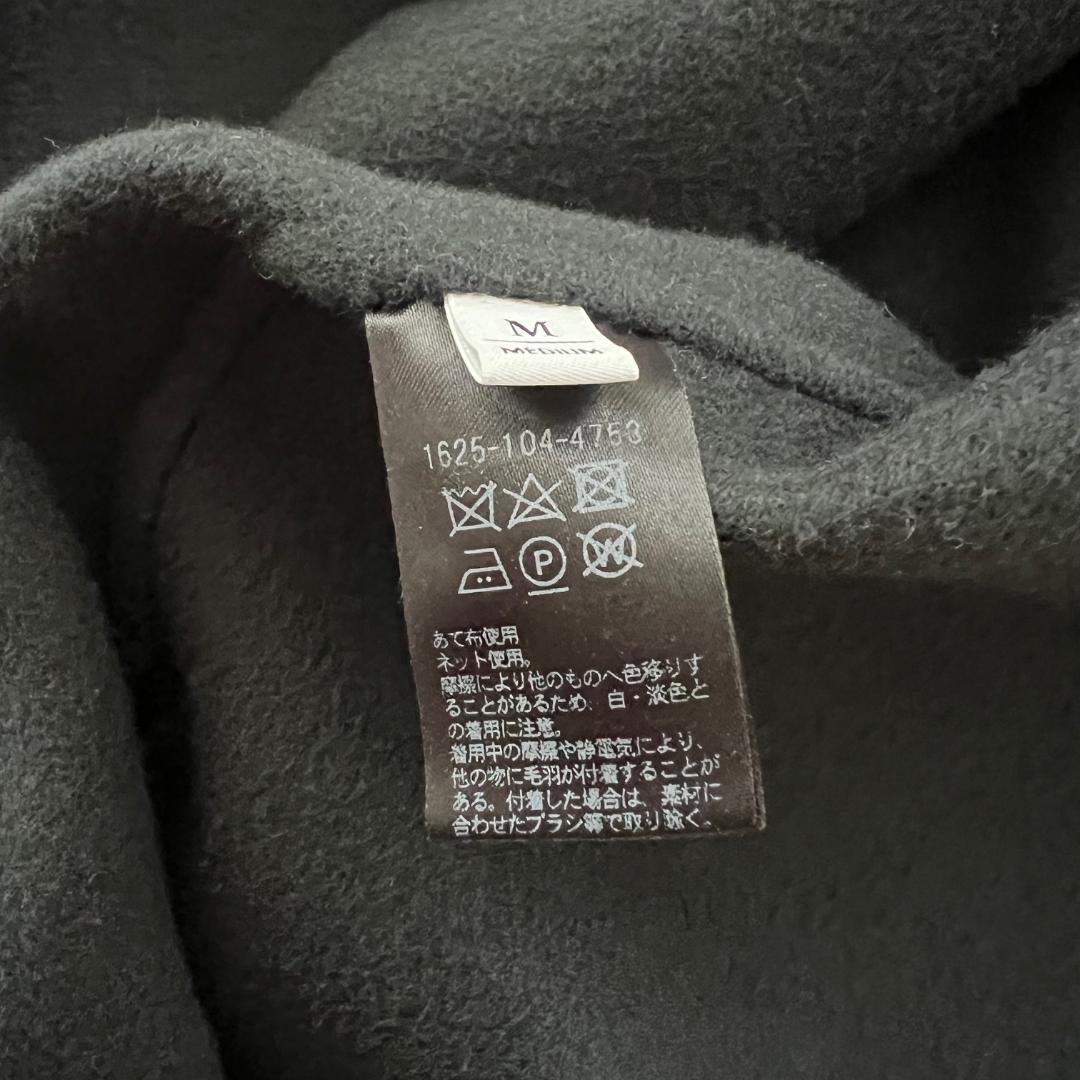 M
MEDIUM
1625-104-4753
P
W
あて布使用
ネット使用。
摩擦により他のものへ色移りす
ることがあるため、白・淡色と
の着用に注意。
着用中の摩擦や静電気により、
他の物に毛羽が付着することが
ある。付着した場合は、素材に
合わせたブラシ等で取り除く。